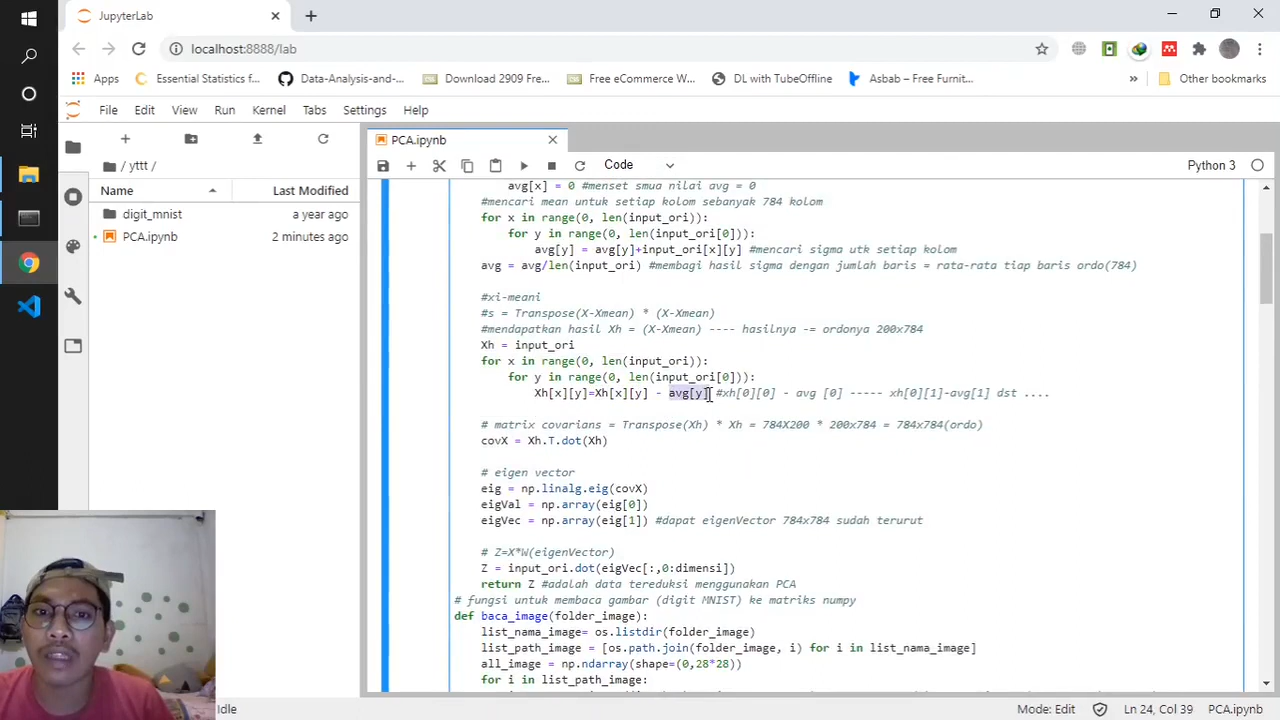 JupyterLab
localhost:8888/lab
Apps
Essential Statistics f...
Data-Analysis-and-...
Download 2909 Fre...
Free eCommerce W...
DL with TubeOffline
Asbab – Free Furnit...
»
Other bookmarks
File Edit View Run Kernel Tabs Settings Help
/ yttt /
Name Last Modified
digit_mnist a year ago
PCA.ipynb 2 minutes ago
PCA.ipynb
Code
Python 3
avg[x] = 0 #menset smua nilai avg = 0
#mencari mean untuk setiap kolom sebanyak 784 kolom
for x in range(0, len(input_ori)):
for y in range(0, len(input_ori[0])):
avg[y] = avg[y]+input_ori[x][y] #mencari sigma utk setiap kolom
avg = avg/len(input_ori) #membagi hasil sigma dengan jumlah baris = rata-rata tiap baris ordo(784)
#xi-meani
#s = Transpose(X-Xmean) * (X-Xmean)
#mendapatkan hasil Xh = (X-Xmean) ---- hasilnya -= ordonya 200x784
Xh = input_ori
for x in range(0, len(input_ori)):
for y in range(0, len(input_ori[0])):
Xh[x][y]=Xh[x][y] - avg[y] #xh[0][0] - avg [0] ----- xh[0][1]-avg[1] dst ....
# matrix covarians = Transpose(Xh) * Xh = 784X200 * 200x784 = 784x784(ordo)
covX = Xh.T.dot(Xh)
# eigen vector
eig = np.linalg.eig(covX)
eigVal = np.array(eig[0])
eigVec = np.array(eig[1]) #dapat eigenVector 784x784 sudah terurut
# Z=X*W(eigenVector)
Z = input_ori.dot(eigVec[:,0:dimensi])
return Z #adalah data tereduksi menggunakan PCA
# fungsi untuk membaca gambar (digit MNIST) ke matriks numpy
def baca_image(folder_image):
list_nama_image= os.listdir(folder_image)
list_path_image = [os.path.join(folder_image, i) for i in list_nama_image]
all_image = np.ndarray(shape=(0,28*28))
for i in list_path_image:
Idle
Mode: Edit
Ln 24, Col 39
PCA.ipynb